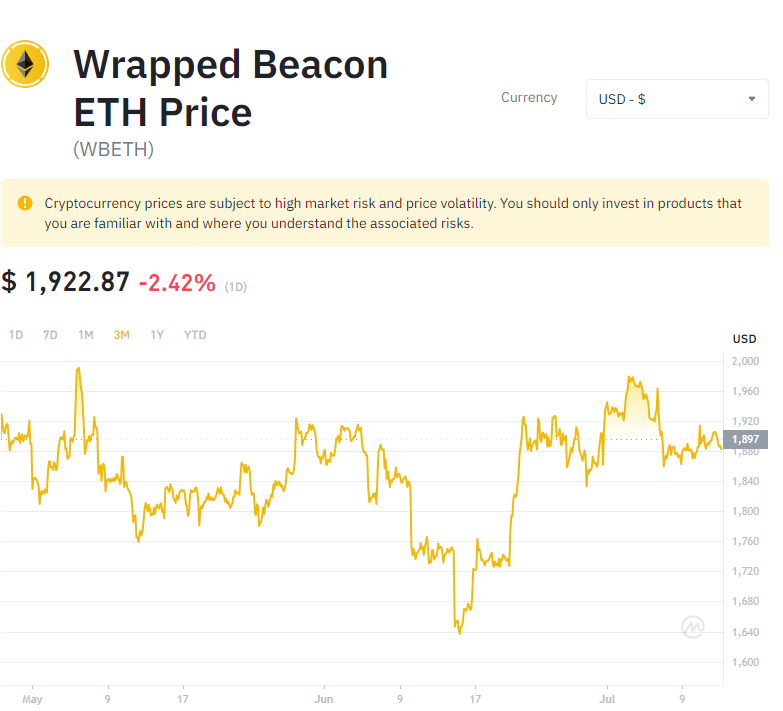 Wrapped Beacon
ETH Price
(WBETH)
Currency
USD - $
Cryptocurrency prices are subject to high market risk and price volatility. You should only invest in products that
you are familiar with and where you understand the associated risks.
$ 1,922.87 -2.42% (1D)
1D 7D 1M 3M 1Y YTD
USD
2,000
1,960
1,920
1,897
1,880
1,840
1,800
1,760
1,720
1,680
1,640
1,600
May 9 17 Jun 9 17 Jul 9